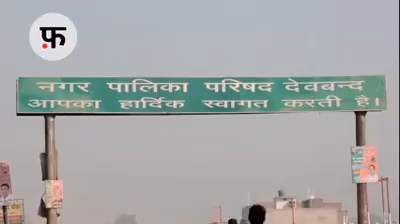 फ़
नगर पालिका परिषद देवबन्द
आपका हार्दिक स्वागत करती है।